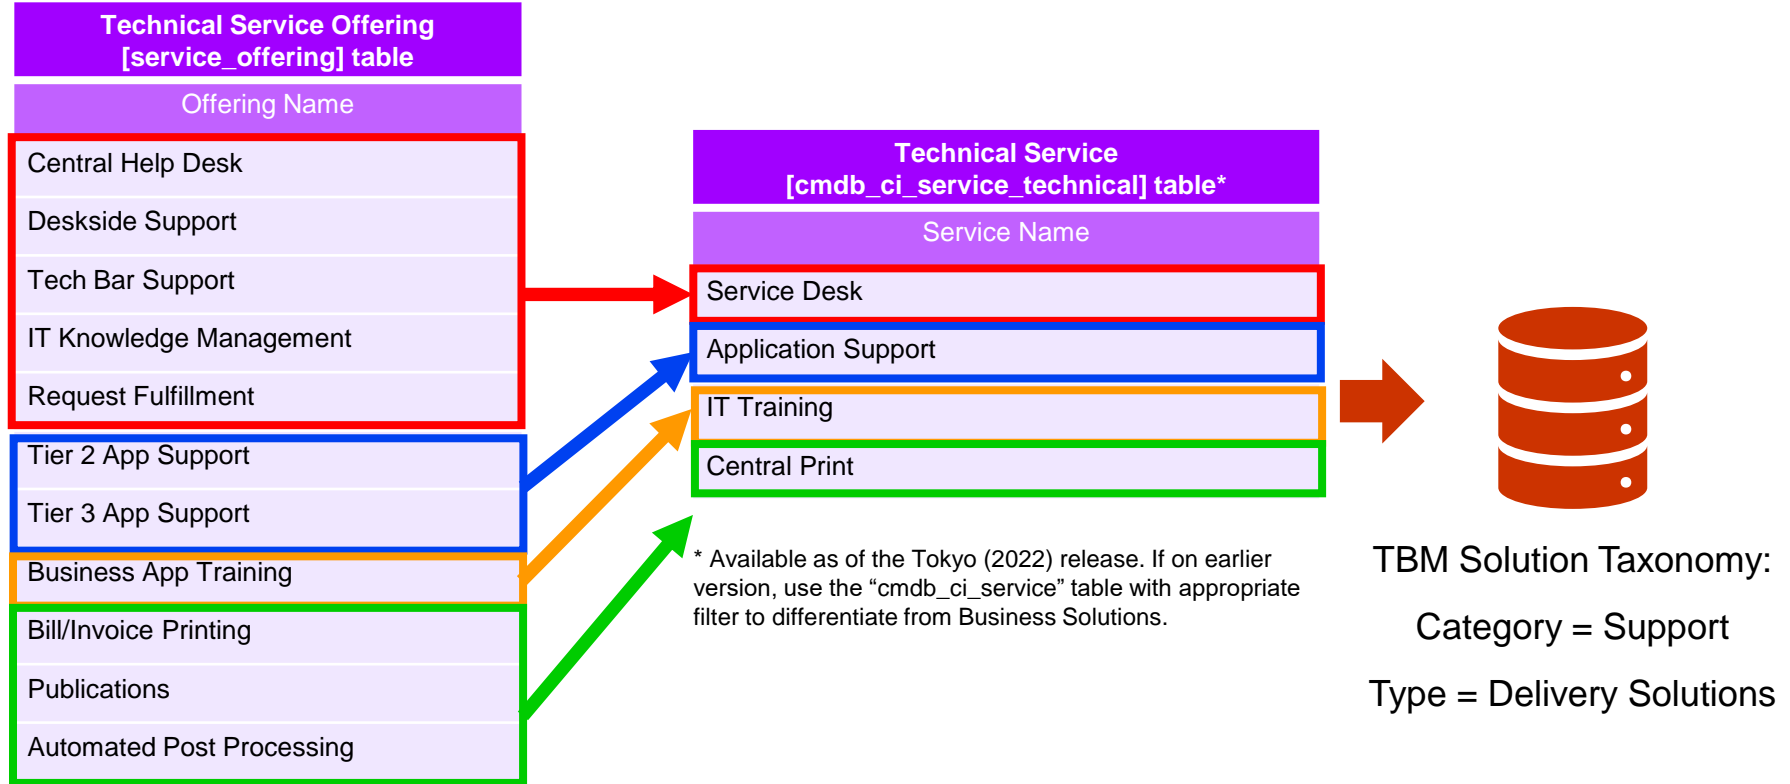 Technical Service Offering
[service_offering] table
Offering Name
Central Help Desk
Deskside Support
Tech Bar Support
IT Knowledge Management
Request Fulfillment
Tier 2 App Support
Tier 3 App Support
Business App Training
Bill/Invoice Printing
Publications
Automated Post Processing
Technical Service
[cmdb_ci_service_technical] table*
Service Name
Service Desk
Application Support
IT Training
Central Print
* Available as of the Tokyo (2022) release. If on earlier
version, use the “cmdb_ci_service” table with appropriate
filter to differentiate from Business Solutions.
TBM Solution Taxonomy:
Category = Support
Type = Delivery Solutions